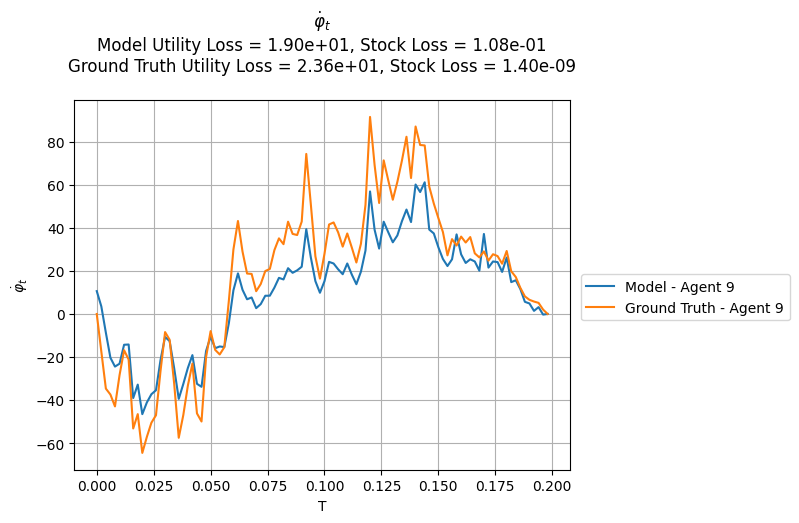 φ̇ₜ
Model Utility Loss = 1.90e+01, Stock Loss = 1.08e-01
Ground Truth Utility Loss = 2.36e+01, Stock Loss = 1.40e-09
80
60
40
20
0
−20
−40
−60
φ̇ₜ
0.000 0.025 0.050 0.075 0.100 0.125 0.150 0.175 0.200
T
Model - Agent 9
Ground Truth - Agent 9